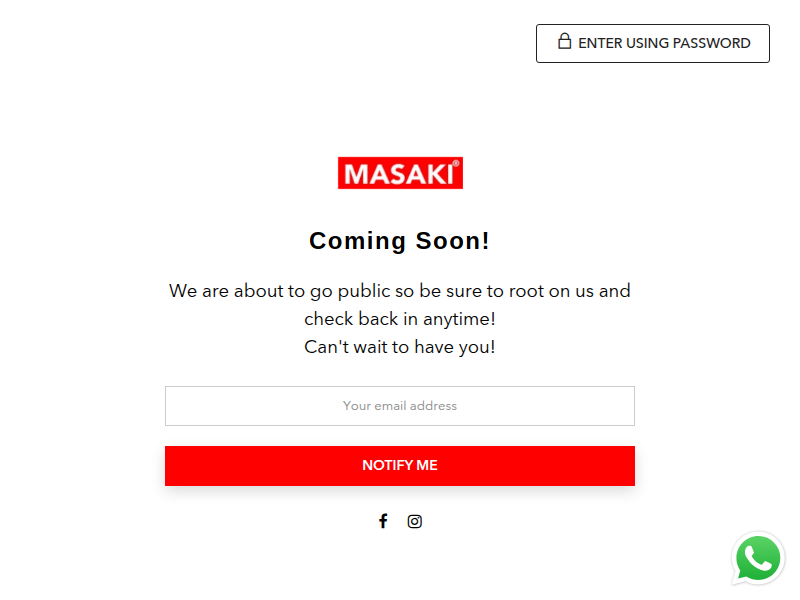 ENTER USING PASSWORD
MASAKI®
Coming Soon!
We are about to go public so be sure to root on us and
check back in anytime!
Can't wait to have you!
Your email address
NOTIFY ME